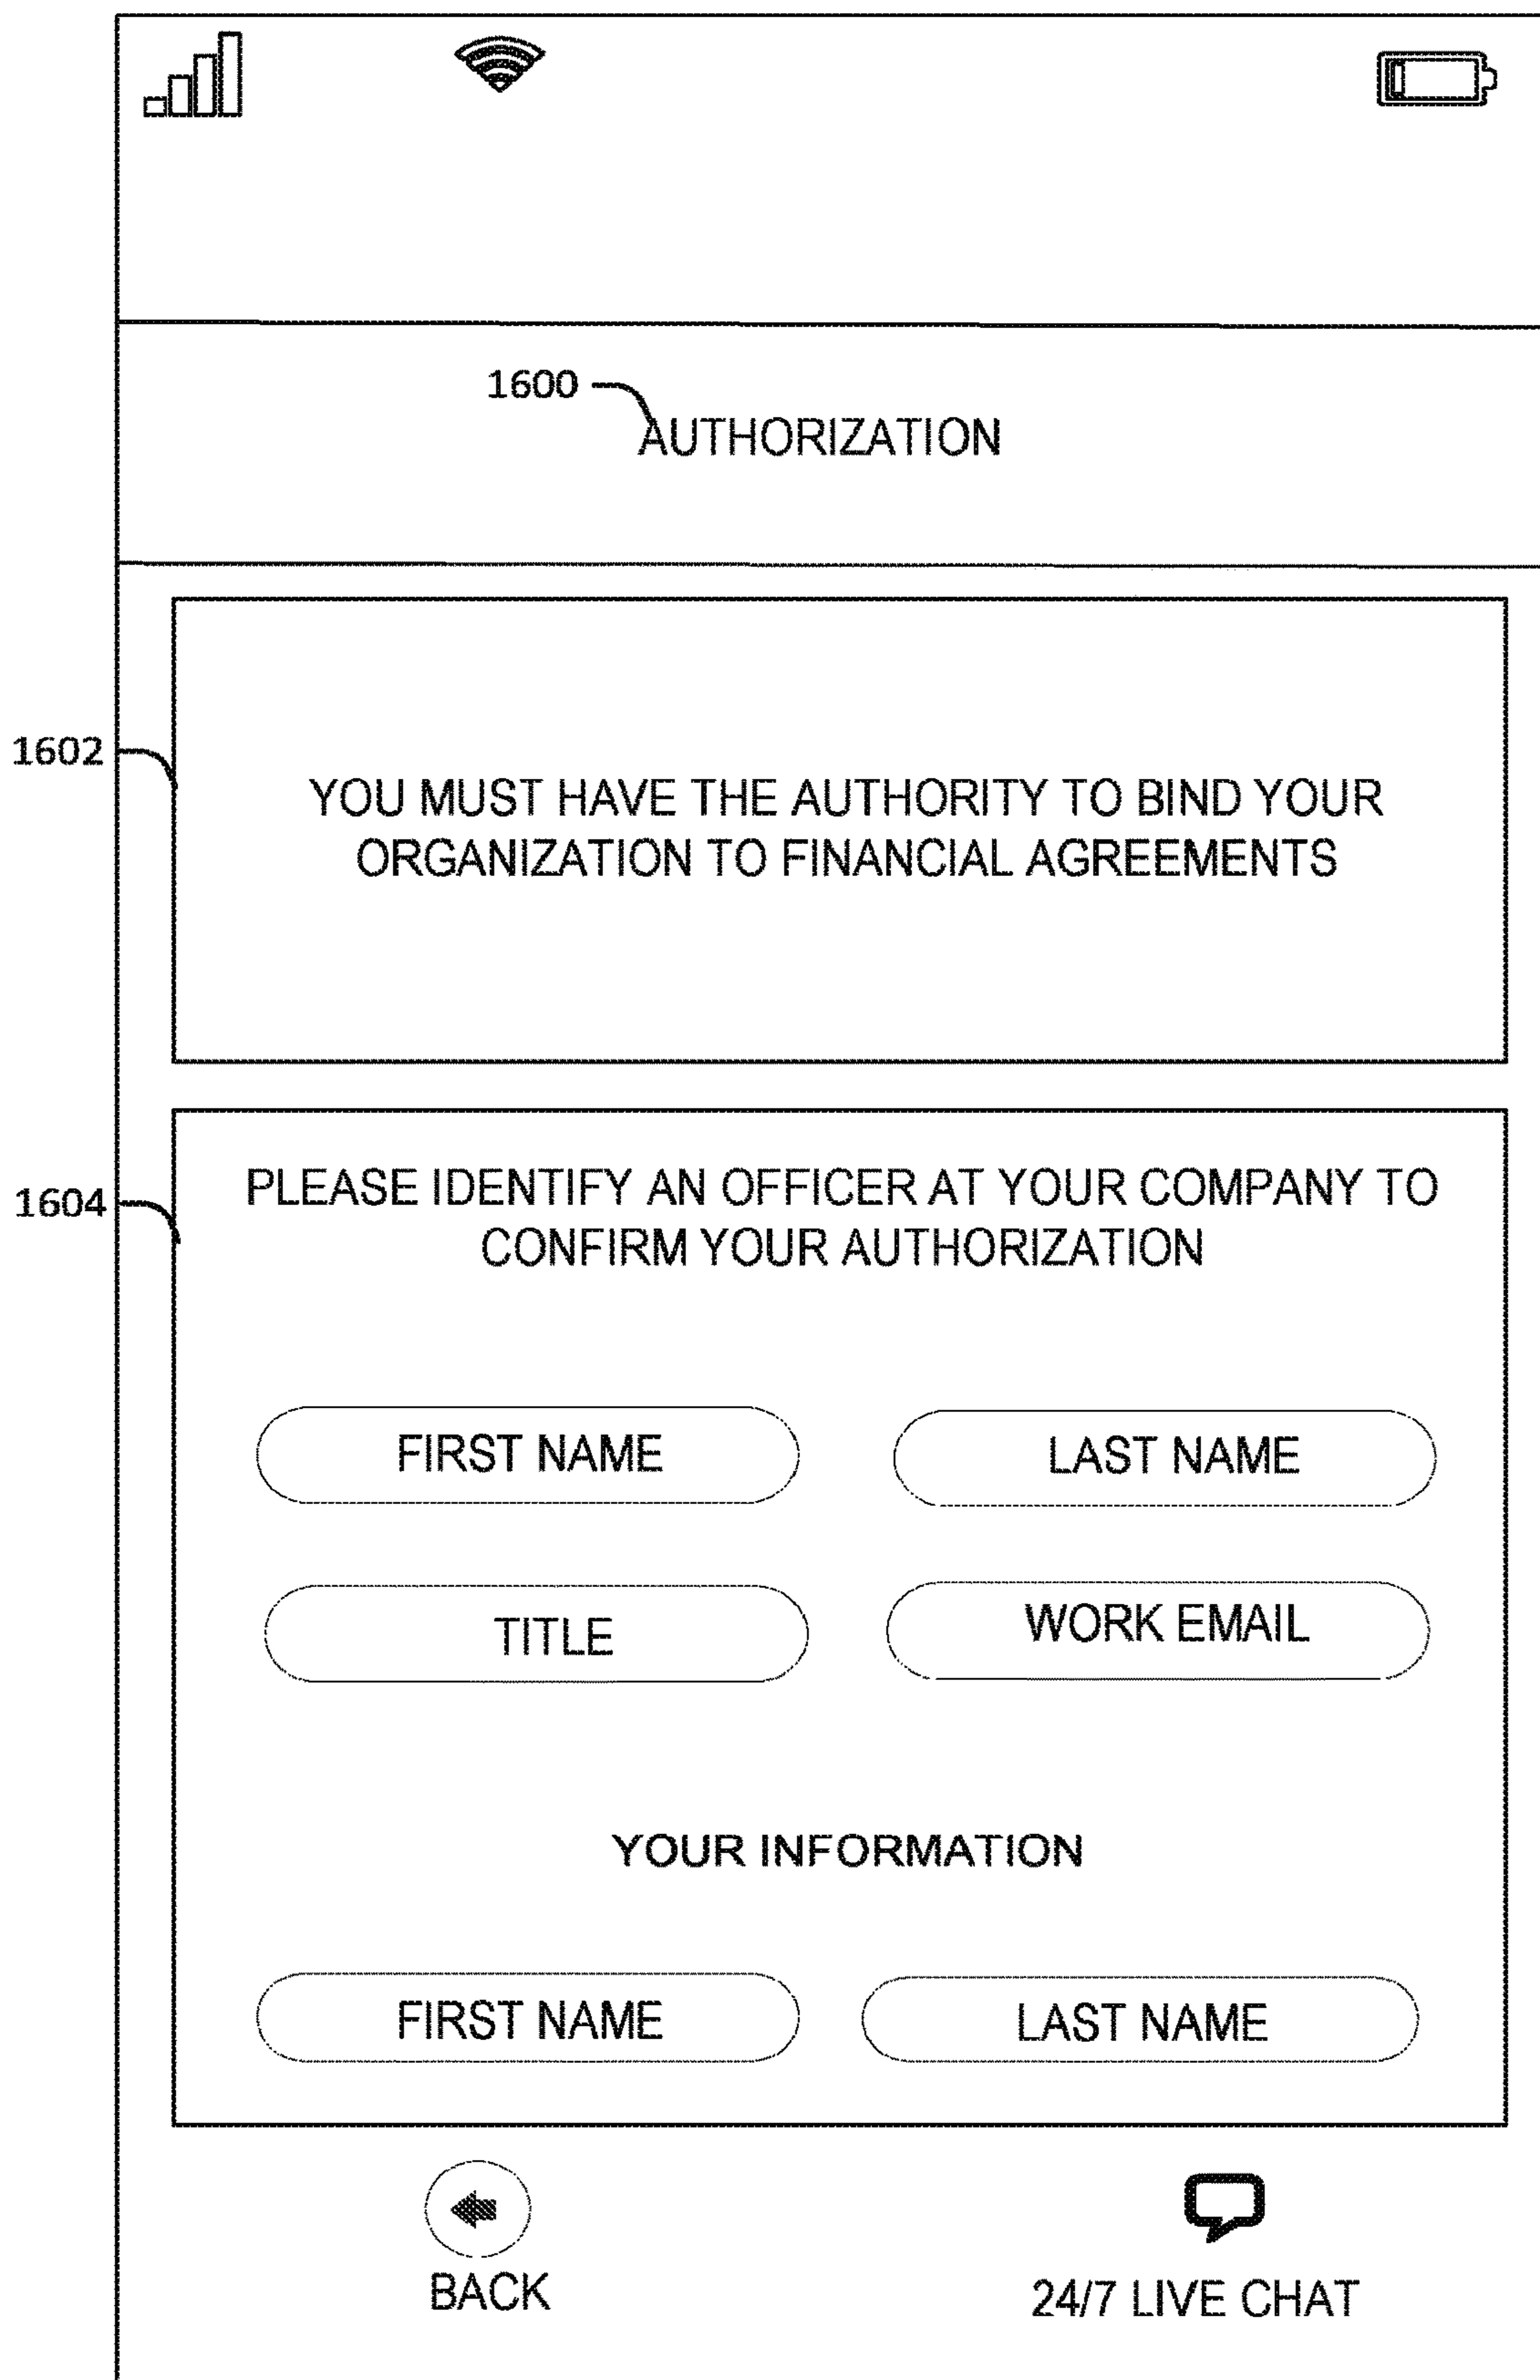 1600
AUTHORIZATION
1602
YOU MUST HAVE THE AUTHORITY TO BIND YOUR
ORGANIZATION TO FINANCIAL AGREEMENTS
1604
PLEASE IDENTIFY AN OFFICER AT YOUR COMPANY TO
CONFIRM YOUR AUTHORIZATION
FIRST NAME
LAST NAME
TITLE
WORK EMAIL
YOUR INFORMATION
FIRST NAME
LAST NAME
BACK
24/7 LIVE CHAT